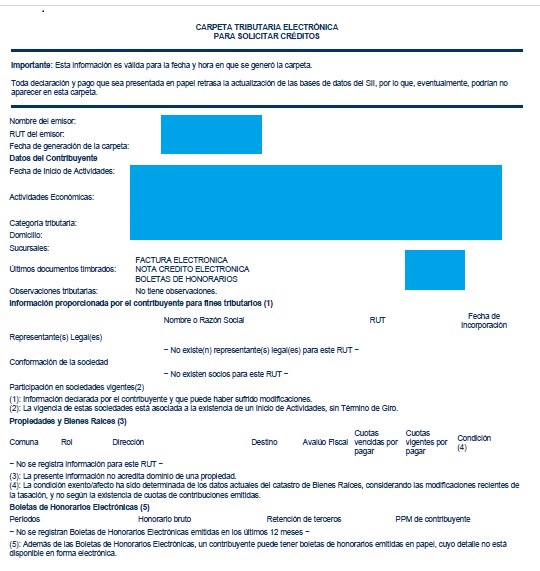 CARPETA TRIBUTARIA ELECTRÓNICA
PARA SOLICITAR CRÉDITOS
Importante: Esta información es válida para la fecha y hora en que se generó la carpeta.
Toda declaración y pago que sea presentada en papel retrasa la actualización de las bases de datos del SII, por lo que, eventualmente, podrían no
aparecer en esta carpeta.
Nombre del emisor:
RUT del emisor:
Fecha de generación de la carpeta:
Datos del Contribuyente
Fecha de Inicio de Actividades:
Actividades Económicas:
Categoría tributaria:
Domicilio:
Sucursales:
Últimos documentos timbrados: FACTURA ELECTRONICA
NOTA CREDITO ELECTRONICA
BOLETAS DE HONORARIOS
Observaciones tributarias: No tiene observaciones.
Información proporcionada por el contribuyente para fines tributarios (1)
Nombre o Razón Social RUT Fecha de Incorporación
Representante(s) Legal(es)
– No existe(n) representante(s) legal(es) para este RUT –
Conformación de la sociedad
– No existen socios para este RUT –
Participación en sociedades vigentes(2)
(1): Información declarada por el contribuyente y que puede haber sufrido modificaciones.
(2): La vigencia de estas sociedades está asociada a la existencia de un Inicio de Actividades, sin Término de Giro.
Propiedades y Bienes Raíces (3)
Comuna Rol Dirección Destino Avalúo Fiscal Cuotas vencidas por pagar Cuotas vigentes por pagar Condición (4)
– No se registra información para este RUT –
(3): La presente información no acredita dominio de una propiedad.
(4): La condición exento/afecto ha sido determinada de los datos actuales del catastro de Bienes Raíces, considerando las modificaciones recientes de
la tasación, y no según la existencia de cuotas de contribuciones emitidas.
Boletas de Honorarios Electrónicas (5)
Períodos Honorario bruto Retención de terceros PPM de contribuyente
– No se registran Boletas de Honorarios Electrónicas emitidas en los últimos 12 meses –
(5): Además de las Boletas de Honorarios Electrónicas, un contribuyente puede tener boletas de honorarios emitidas en papel, cuyo detalle no está
disponible en forma electrónica.